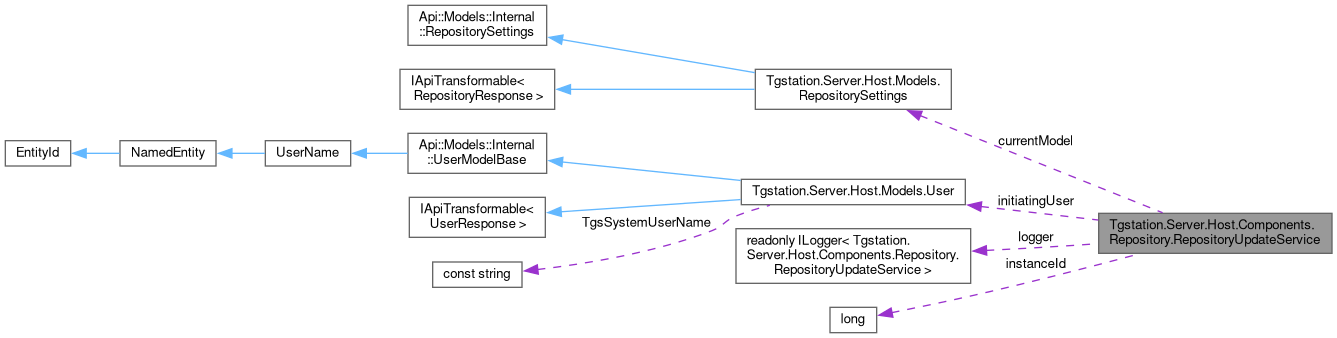 Api::Models::Internal
::RepositorySettings
IApiTransformable<
RepositoryResponse >
Tgstation.Server.Host.Models.
RepositorySettings
currentModel
EntityId
NamedEntity
UserName
Api::Models::Internal
::UserModelBase
IApiTransformable<
UserResponse >
Tgstation.Server.Host.Models.User
TgsSystemUserName
const string
initiatingUser
logger
instanceId
readonly ILogger< Tgstation.
Server.Host.Components.Repository.
RepositoryUpdateService >
long
Tgstation.Server.Host.Components.
Repository.RepositoryUpdateService